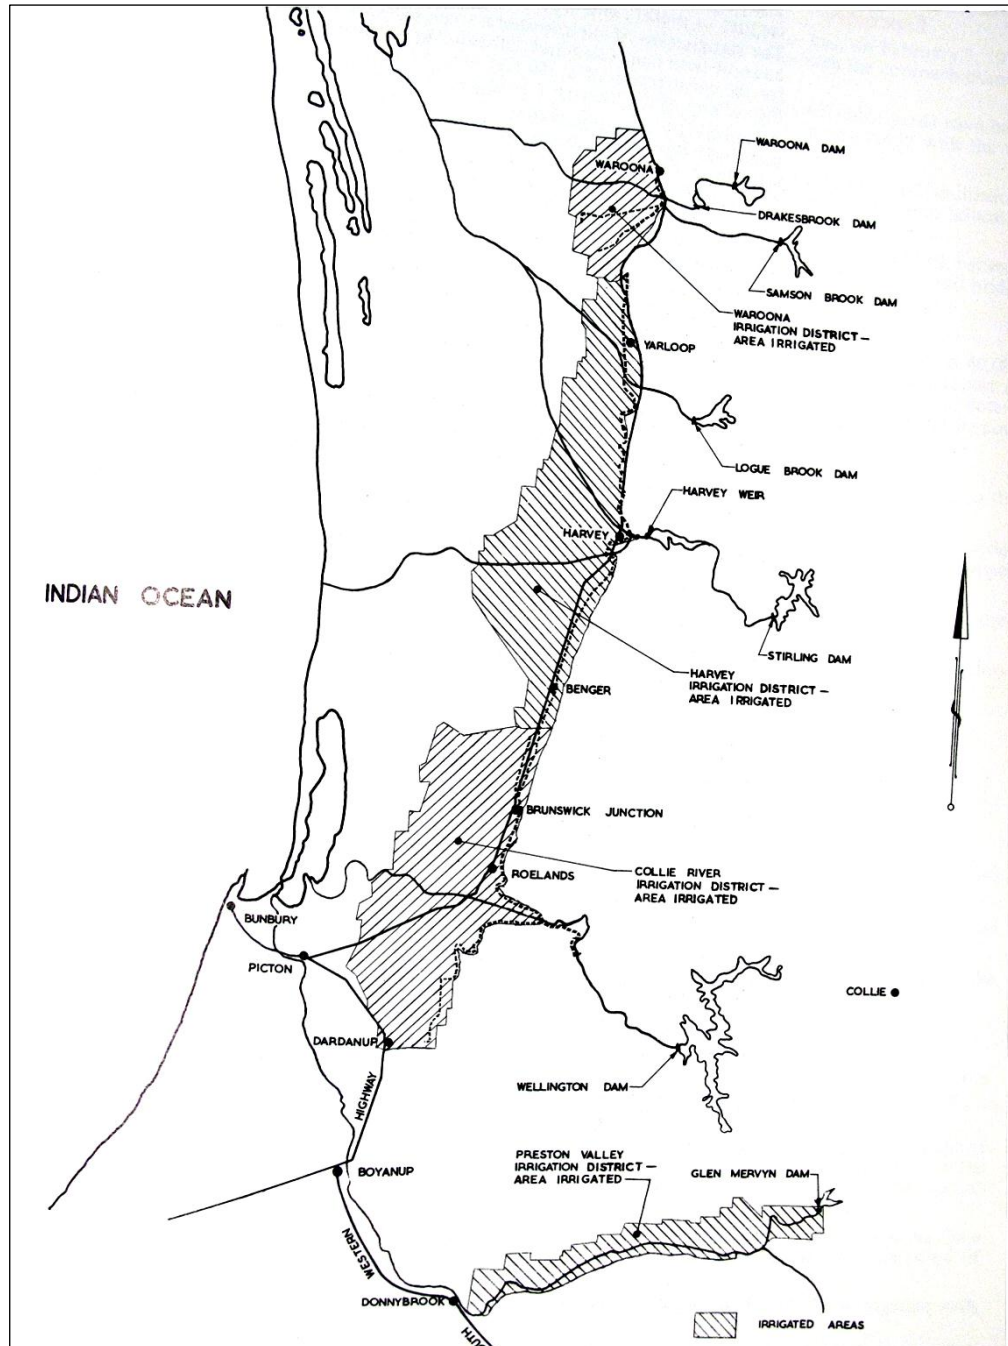 WAROONA
WAROONA DAM
DRAKESBROOK DAM
SAMSON BROOK DAM
WAROONA
IRRIGATION DISTRICT —
AREA IRRIGATED
YARLOOP
LOGUE BROOK DAM
HARVEY WEIR
HARVEY
INDIAN OCEAN
STIRLING DAM
HARVEY
IRRIGATION DISTRICT —
AREA IRRIGATED
BENGER
BRUNSWICK JUNCTION
ROELANDS
COLLIE RIVER
IRRIGATION DISTRICT —
AREA IRRIGATED
BUNBURY
PICTON
COLLIE
DARDANUP
WELLINGTON DAM
HIGHWAY
PRESTON VALLEY
IRRIGATION DISTRICT —
AREA IRRIGATED
GLEN MERVYN DAM
BOYANUP
WESTERN
DONNYBROOK
IRRIGATED AREAS